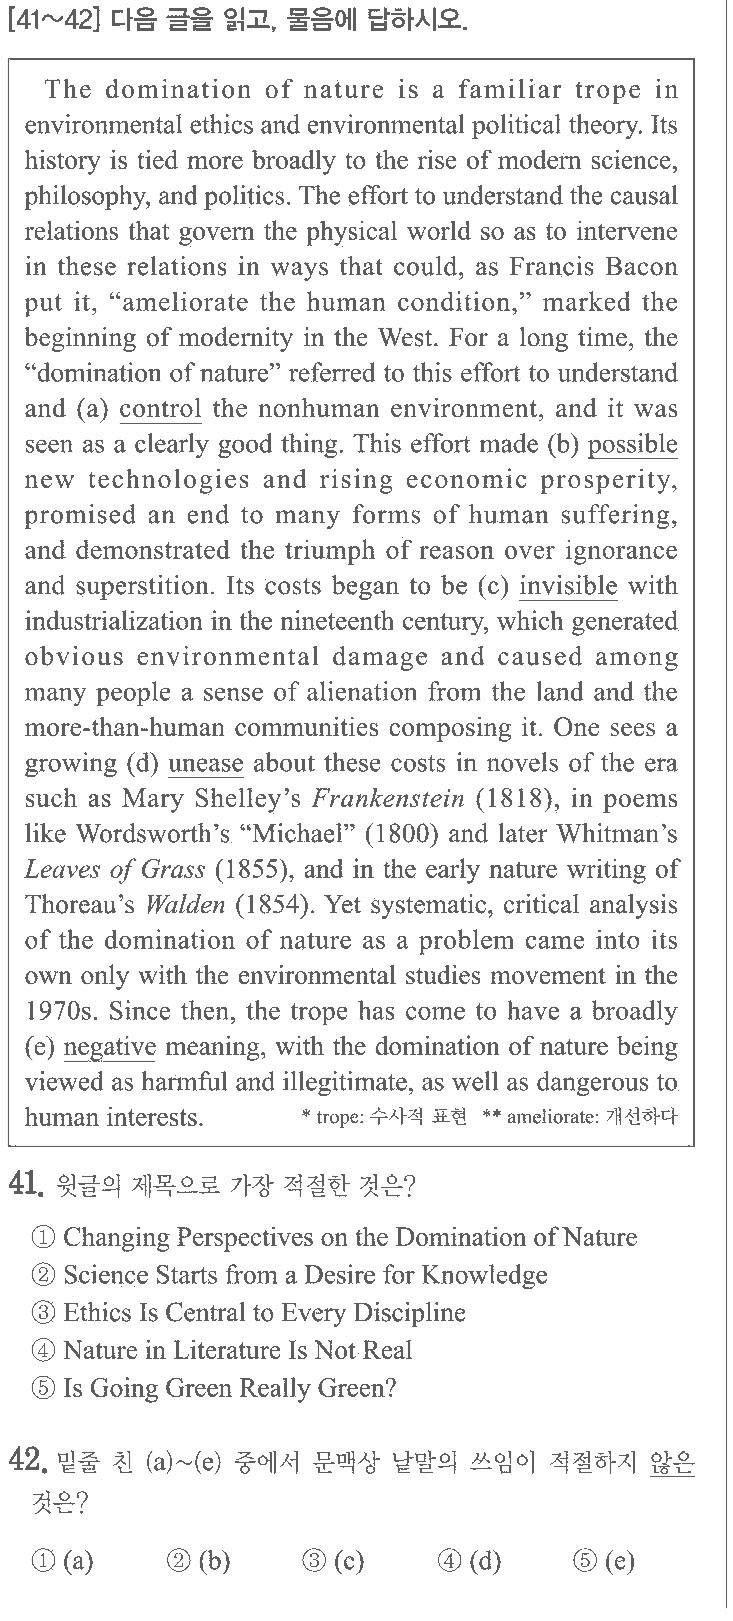 [41~42] 다음 글을 읽고, 물음에 답하시오.
The domination of nature is a familiar trope in
environmental ethics and environmental political theory. Its
history is tied more broadly to the rise of modern science,
philosophy, and politics. The effort to understand the causal
relations that govern the physical world so as to intervene
in these relations in ways that could, as Francis Bacon
put it, “ameliorate the human condition,” marked the
beginning of modernity in the West. For a long time, the
“domination of nature” referred to this effort to understand
and (a) control the nonhuman environment, and it was
seen as a clearly good thing. This effort made (b) possible
new technologies and rising economic prosperity,
promised an end to many forms of human suffering,
and demonstrated the triumph of reason over ignorance
and superstition. Its costs began to be (c) invisible with
industrialization in the nineteenth century, which generated
obvious environmental damage and caused among
many people a sense of alienation from the land and the
more-than-human communities composing it. One sees a
growing (d) unease about these costs in novels of the era
such as Mary Shelley’s Frankenstein (1818), in poems
like Wordsworth’s “Michael” (1800) and later Whitman’s
Leaves of Grass (1855), and in the early nature writing of
Thoreau’s Walden (1854). Yet systematic, critical analysis
of the domination of nature as a problem came into its
own only with the environmental studies movement in the
1970s. Since then, the trope has come to have a broadly
(e) negative meaning, with the domination of nature being
viewed as harmful and illegitimate, as well as dangerous to
human interests. * trope: 수사적 표현 ** ameliorate: 개선하다
41. 윗글의 제목으로 가장 적절한 것은?
① Changing Perspectives on the Domination of Nature
② Science Starts from a Desire for Knowledge
③ Ethics Is Central to Every Discipline
④ Nature in Literature Is Not Real
⑤ Is Going Green Really Green?
42. 밑줄 친 (a)~(e) 중에서 문맥상 낱말의 쓰임이 적절하지 않은
것은?
① (a) ② (b) ③ (c) ④ (d) ⑤ (e)